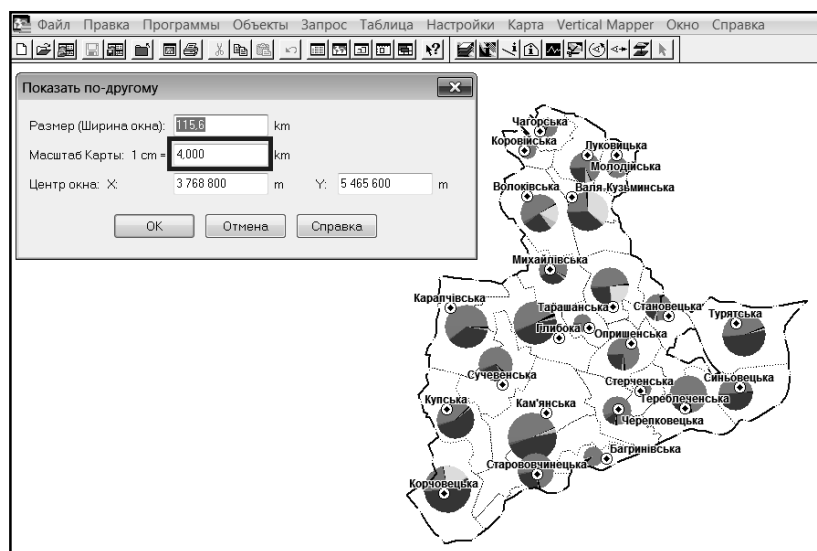 Файл Правка Программы Объекты Запрос Таблица Настройки Карта Vertical Mapper Окно Справка
Показать по-другому
Размер (Ширина окна): 115,6 km
Масштаб Карты: 1 cm = 4,000 km
Центр окна: X: 3 768 800 m Y: 5 465 600 m
ОК Отмена Справка
Чагорська
Коровійська
Луковицька
Молодійська
Волоківська
Валя Кузьминська
Михайлівська
Карапчівська
Тарашанська
Становецька
Турятська
Глибока
Опришенська
Сучевенська
Стерченська
Синьовецька
Купська
Кам'янська
Тереблеченська
Черепковецька
Багринівська
Старововчинецька
Корчовецька